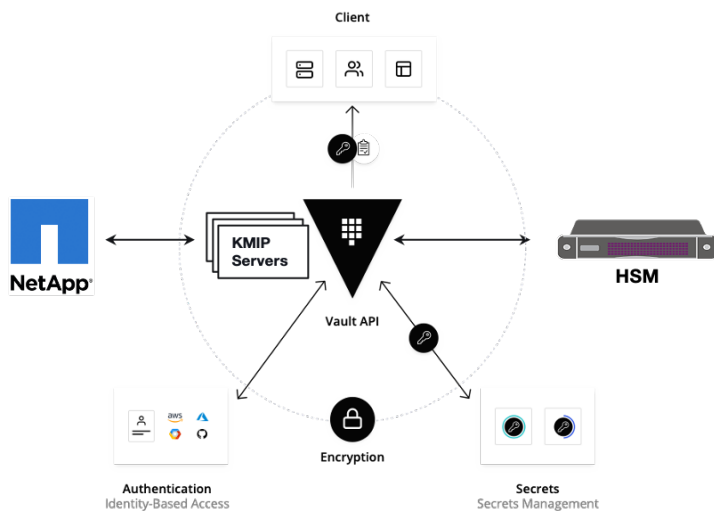 Client
KMIP
Servers
NetApp®
HSM
Vault API
aws
Encryption
Authentication
Identity-Based Access
Secrets
Secrets Management